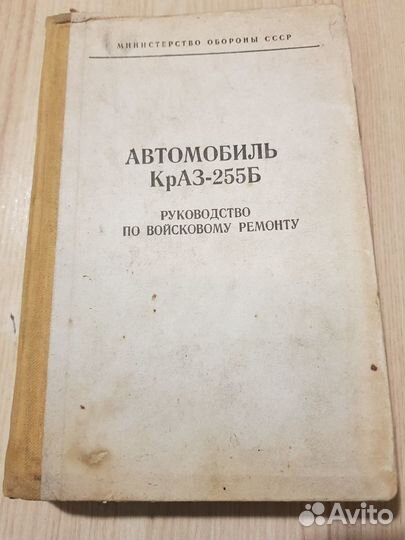 МИНИСТЕРСТВО ОБОРОНЫ СССР
АВТОМОБИЛЬ
КрАЗ-255Б
РУКОВОДСТВО
ПО ВОЙСКОВОМУ РЕМОНТУ
Avito